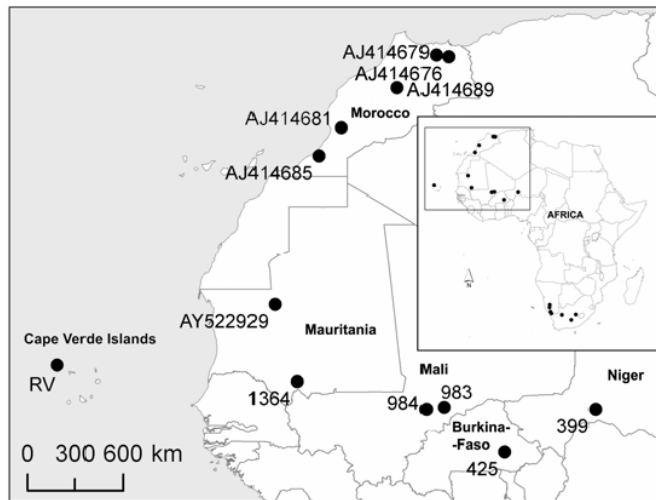 AJ414679
AJ414676
AJ414689
Morocco
AJ414681
AJ414685
AFRICA
N
AY522929
Mauritania
Cape Verde Islands
RV
1364
Mali
984
983
Niger
Burkina-
-Faso
399
425
0 300 600 km